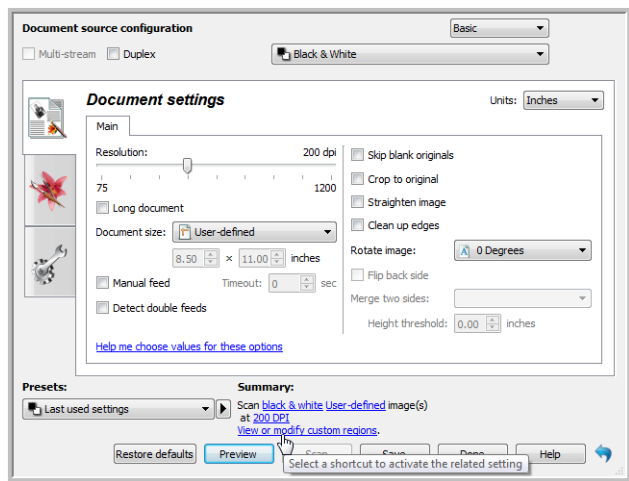 Document source configuration
Basic
Multi-stream
Duplex
Black & White
Document settings
Units: Inches
Main
Resolution: 200 dpi
75 1200
Long document
Document size: User-defined
8.50 × 11.00 inches
Manual feed Timeout: 0 sec
Detect double feeds
Help me choose values for these options
Skip blank originals
Crop to original
Straighten image
Clean up edges
Rotate image: 0 Degrees
Flip back side
Merge two sides:
Height threshold: 0.00 inches
Presets:
Last used settings
Summary:
Scan black & white User-defined image(s)
at 200 DPI
View or modify custom regions.
Restore defaults Preview Scan Save Done Help
Select a shortcut to activate the related setting